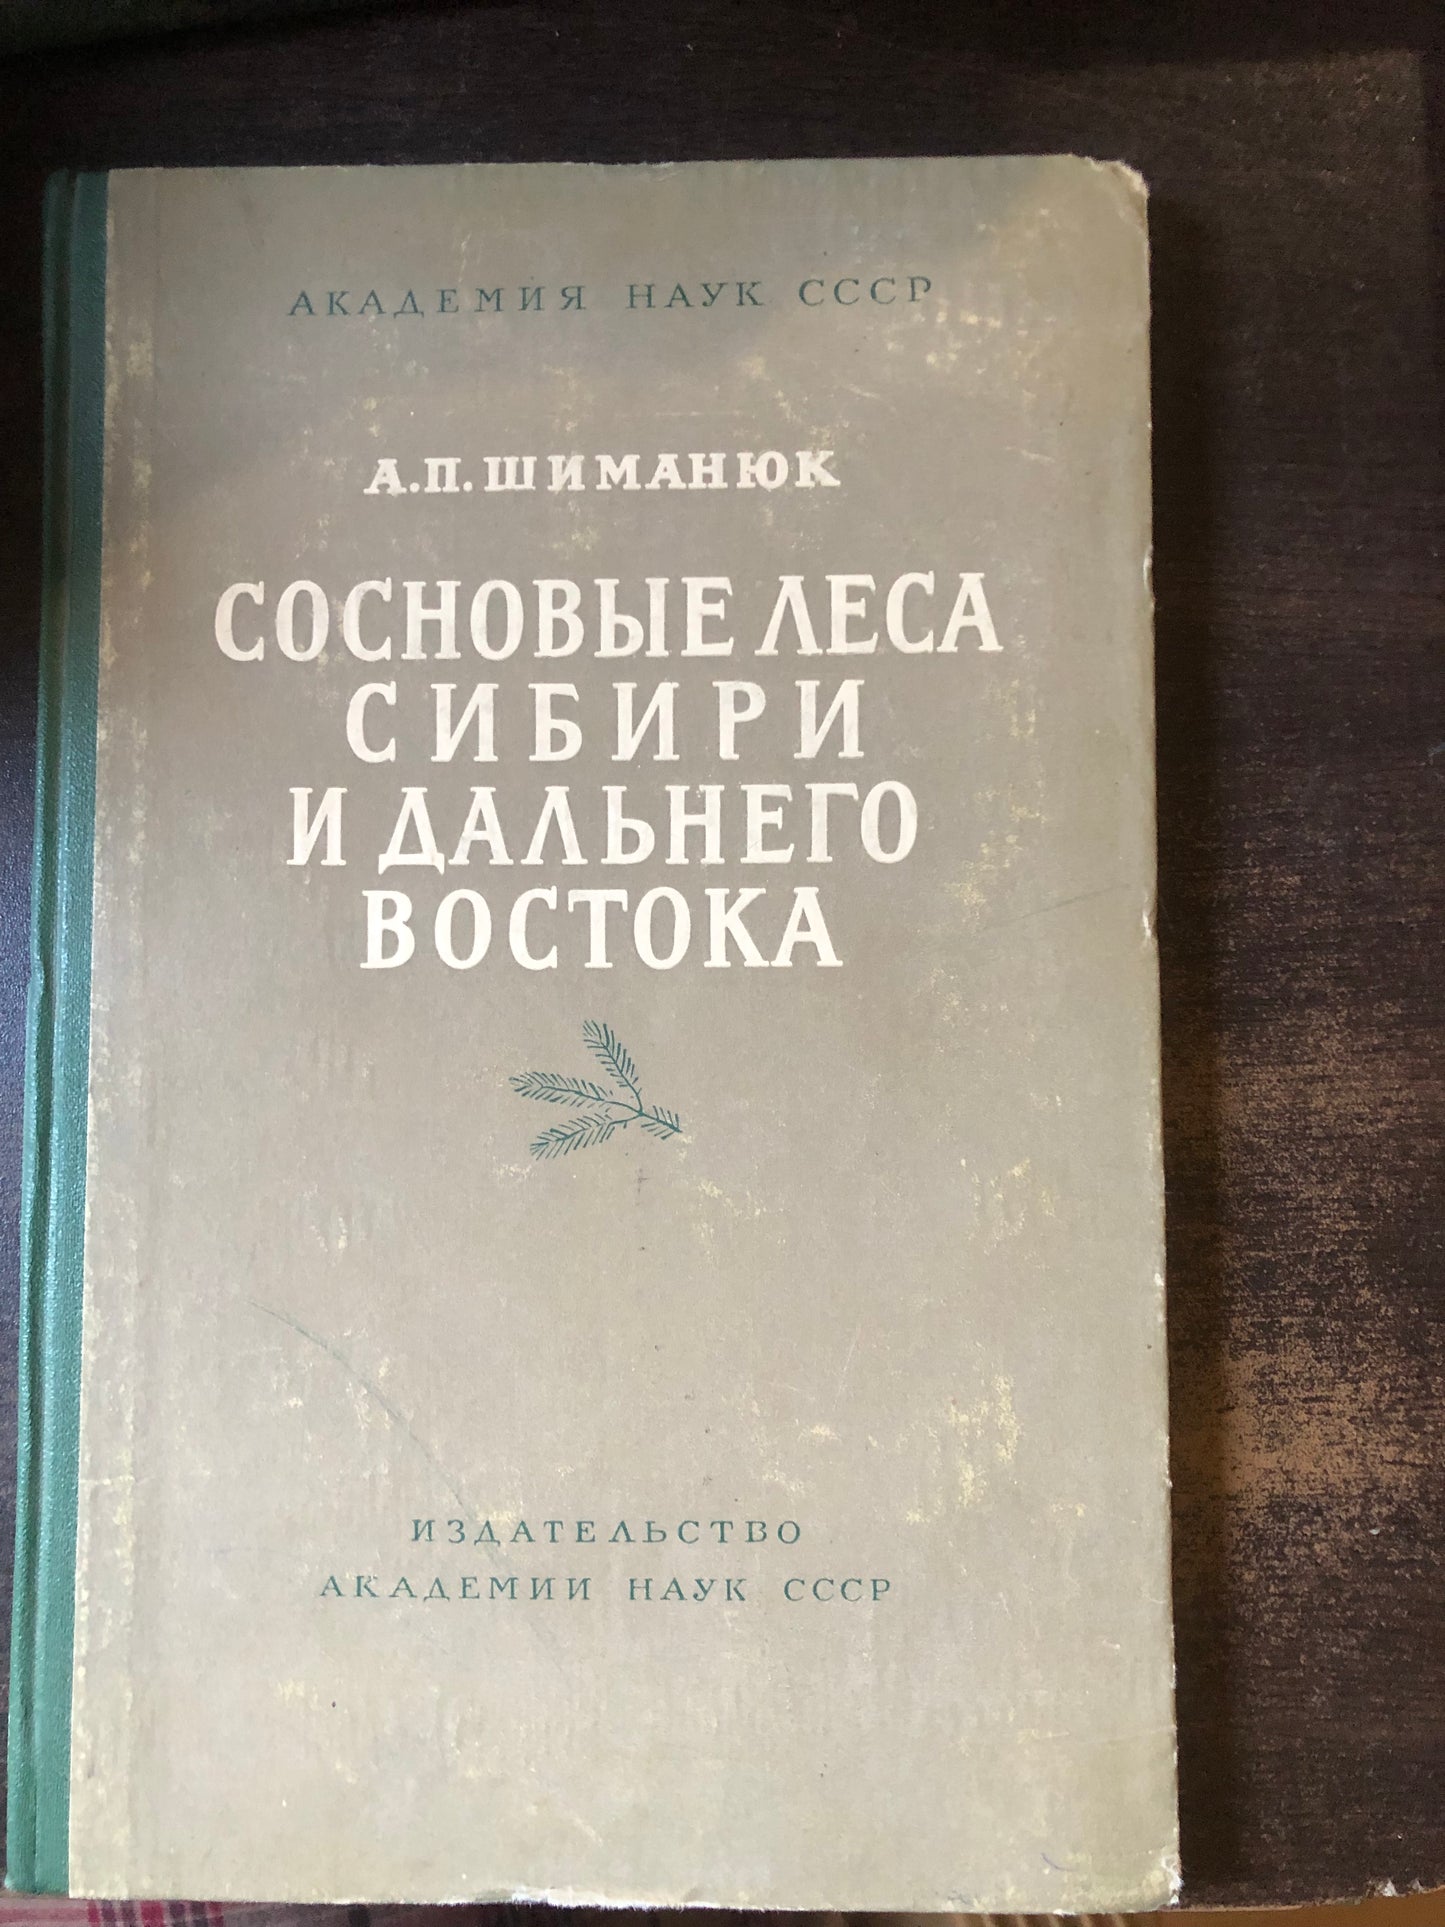 АКАДЕМИЯ НАУК СССР
А.П.ШИМАНЮК
СОСНОВЫЕ ЛЕСА
СИБИРИ
И ДАЛЬНЕГО
ВОСТОКА
ИЗДАТЕЛЬСТВО
АКАДЕМИИ НАУК СССР